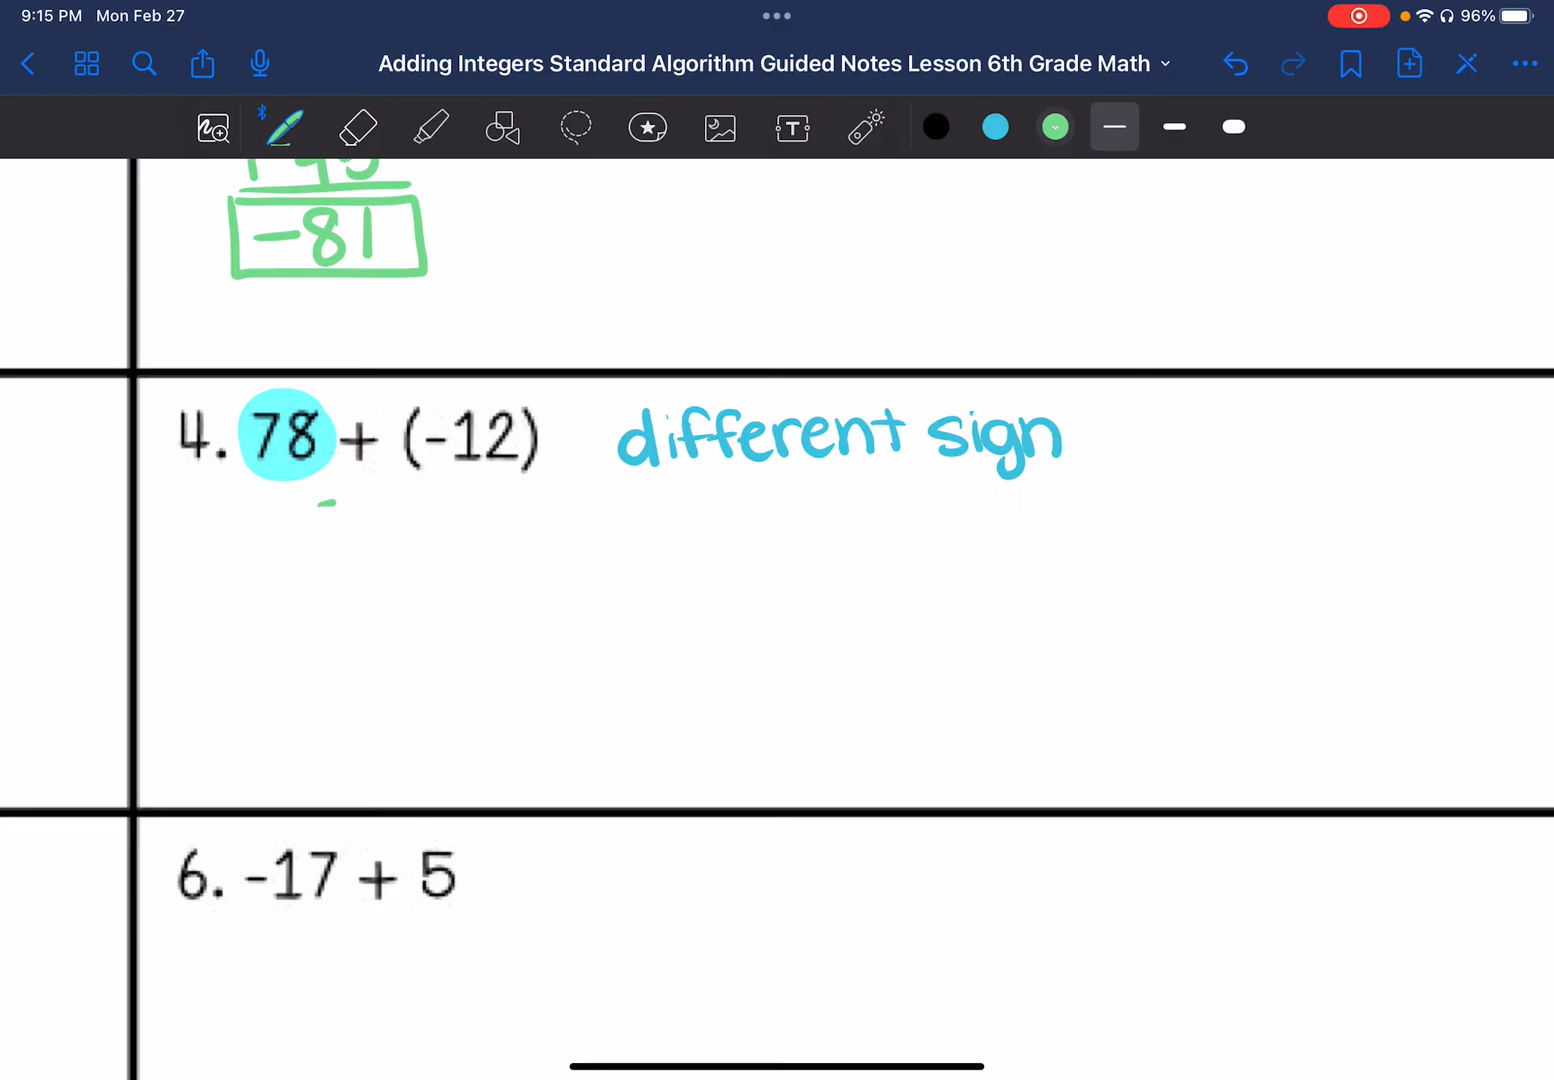 9:15 PM Mon Feb 27
96%
Adding Integers Standard Algorithm Guided Notes Lesson 6th Grade Math
T
-81
4. 78 + (-12) different sign
-
6. -17 + 5